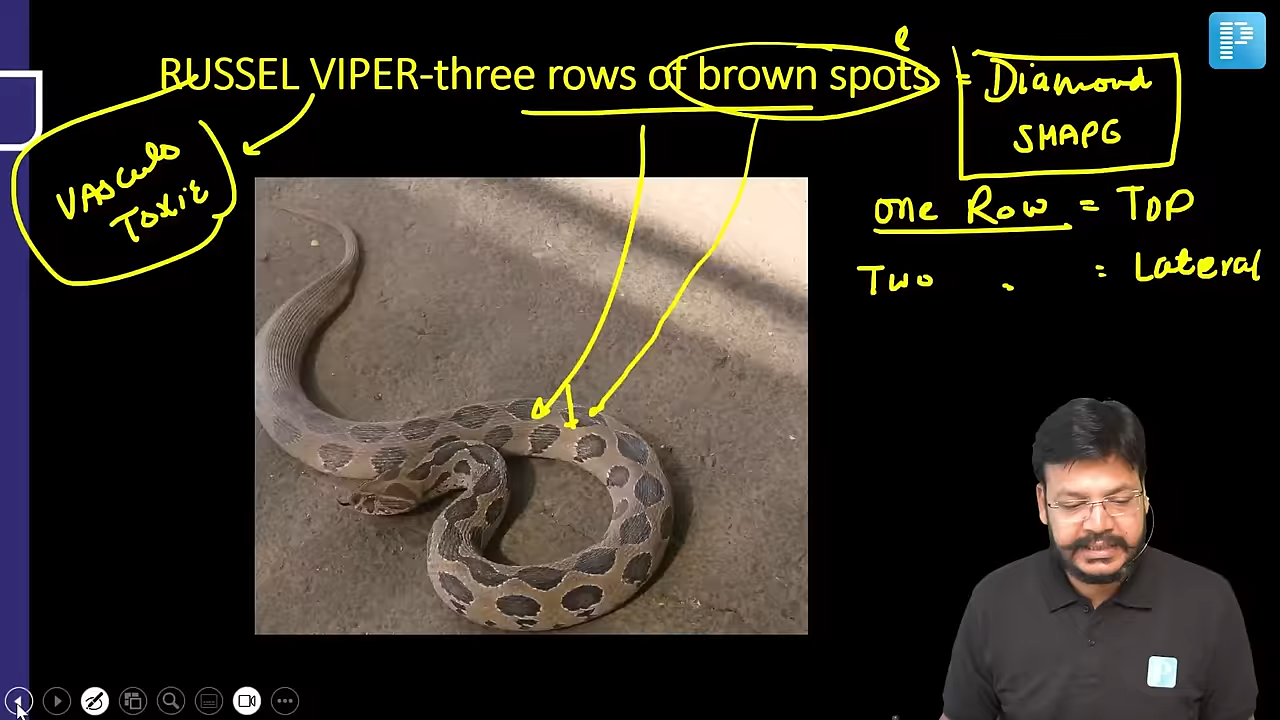 RUSSEL VIPER-three rows of brown spots = Diamond
SHAPE
VASCULO
TOXIC
one Row = TOP
Two " = Lateral